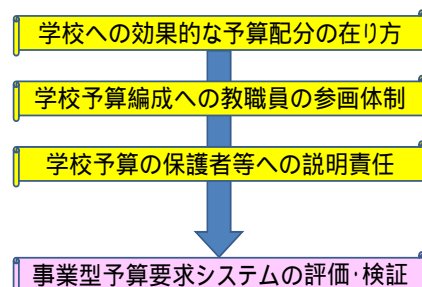 学校への効果的な予算配分の在り方
学校予算編成への教職員の参画体制
学校予算の保護者等への説明責任
事業型予算要求システムの評価・検証